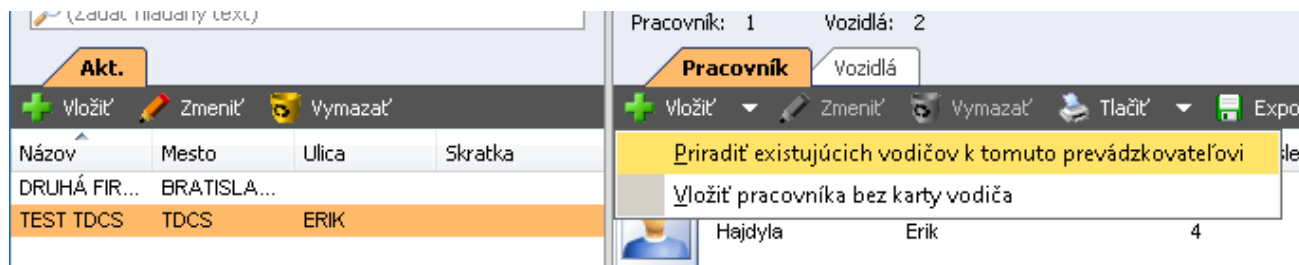 (Zadať hľadaný text)
Akt.
Vložiť Zmeniť Vymazať
Názov Mesto Ulica Skratka
DRUHÁ FIR... BRATISLA...
TEST TDCS TDCS ERIK
Pracovník: 1 Vozidlá: 2
Pracovník Vozidlá
Vložiť Zmeniť Vymazať Tlačiť Expo
Priradiť existujúcich vodičov k tomuto prevádzkovateľovi
Vložiť pracovníka bez karty vodiča
Hajdyla Erik 4